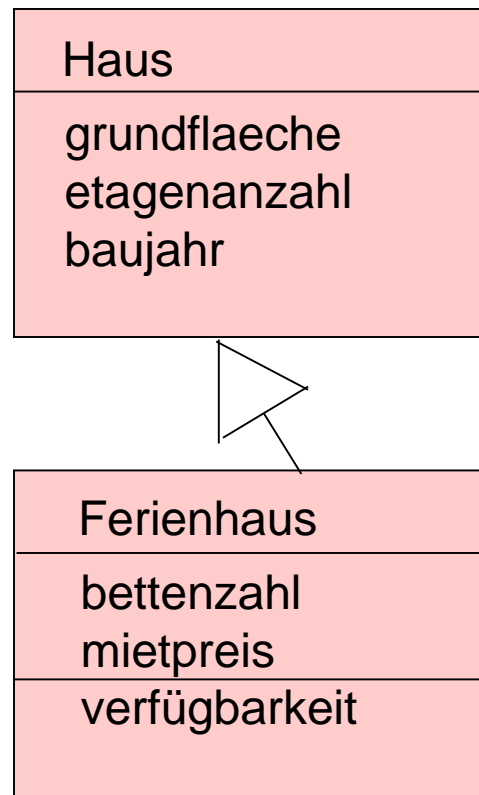 Haus
grundflaeche
etagenanzahl
baujahr
Ferienhaus
bettenzahl
mietpreis
verfügbarkeit